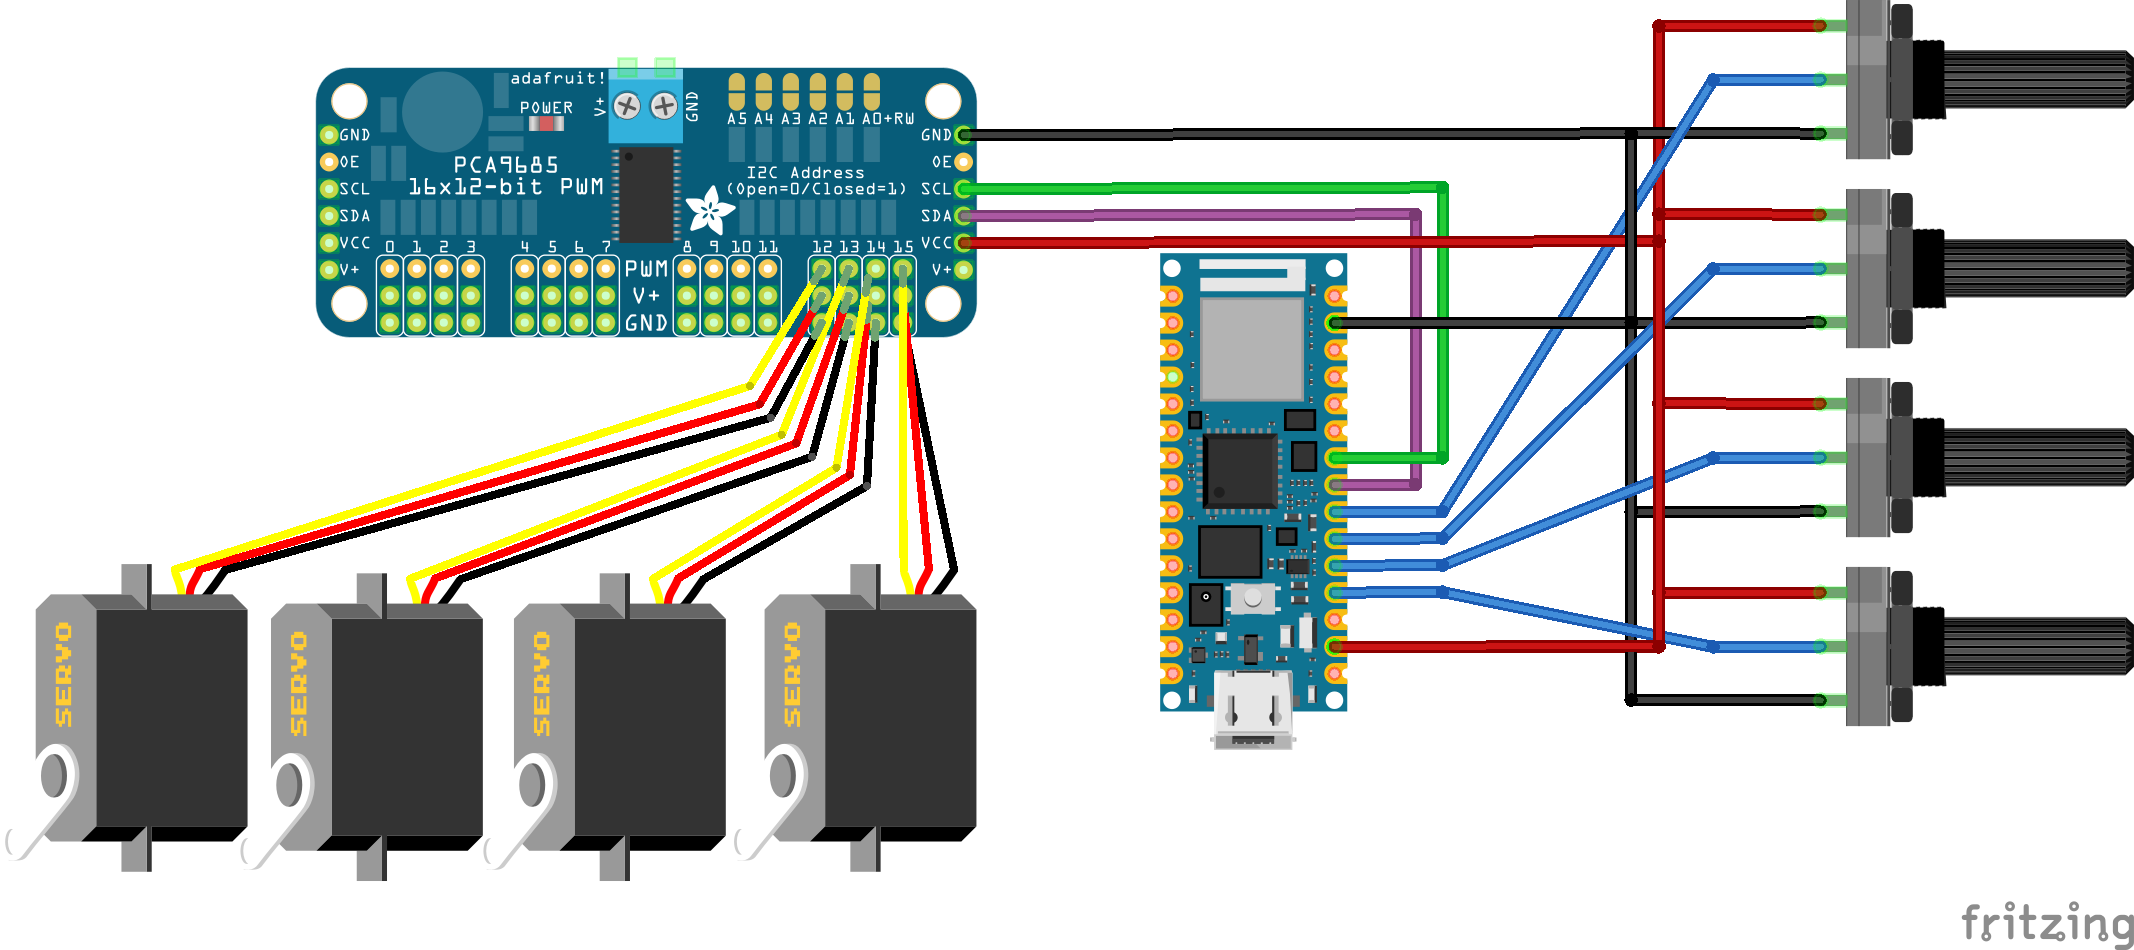 adafruit!
POWER
V+
GND
A5 A4 A3 A2 A1 A0+RW
PCA9685
16x12-bit PWM
I2C Address
(Open=0/Closed=1)
GND
OE
SCL
SDA
VCC
V+
GND
OE
SCL
SDA
VCC
V+
0 1 2 3 4 5 6 7 8 9 10 11 12 13 14 15
PWM
V+
GND
SERVO
SERVO
SERVO
SERVO
fritzing